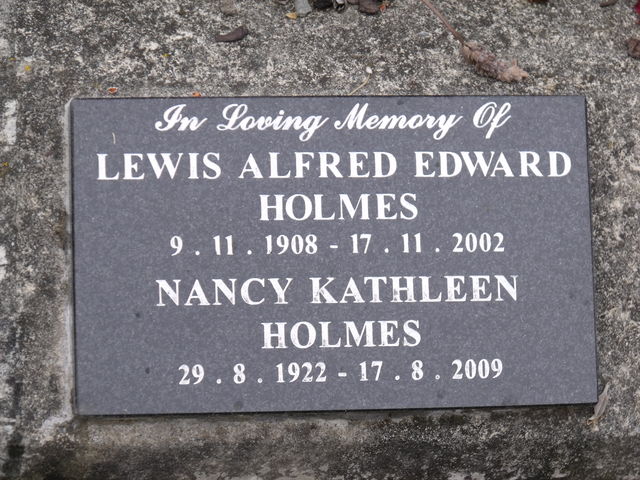 In Loving Memory Of
LEWIS ALFRED EDWARD
HOLMES
9 . 11 . 1908 - 17 . 11 . 2002
NANCY KATHLEEN
HOLMES
29 . 8 . 1922 - 17 . 8 . 2009